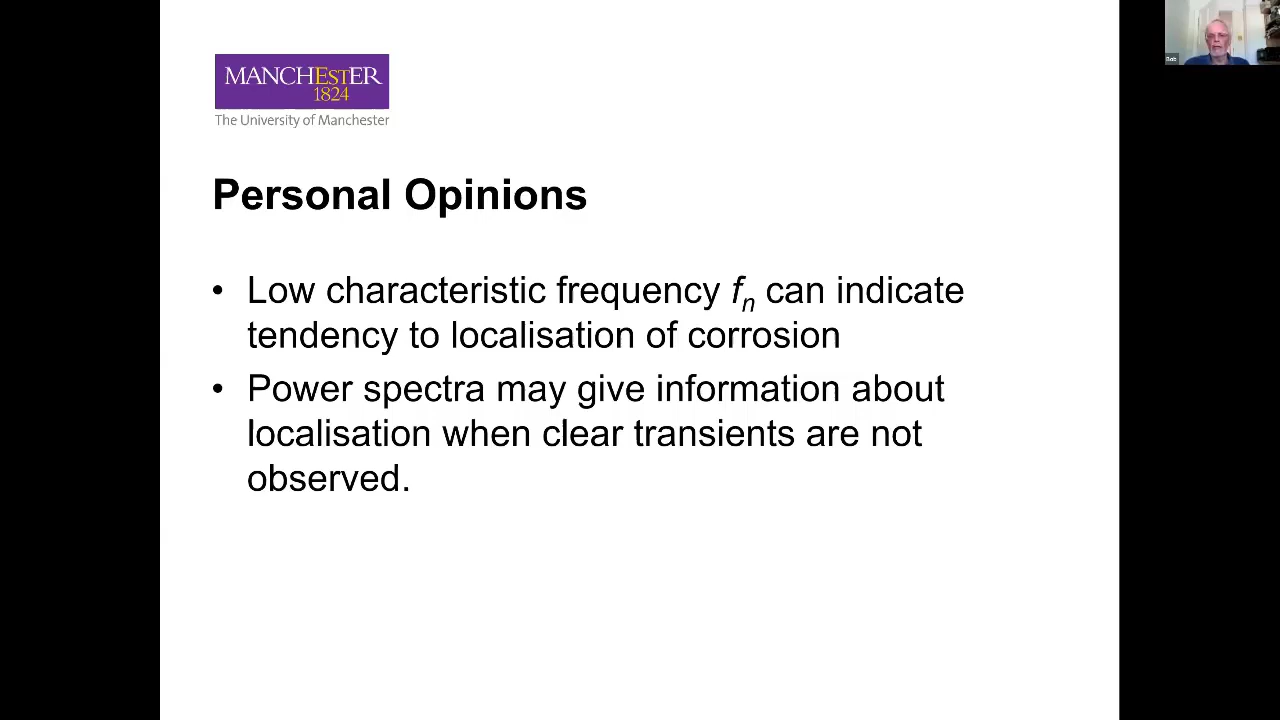 MANCHESTER
1824
The University of Manchester
Bob
Personal Opinions
• Low characteristic frequency fn can indicate
tendency to localisation of corrosion
• Power spectra may give information about
localisation when clear transients are not
observed.